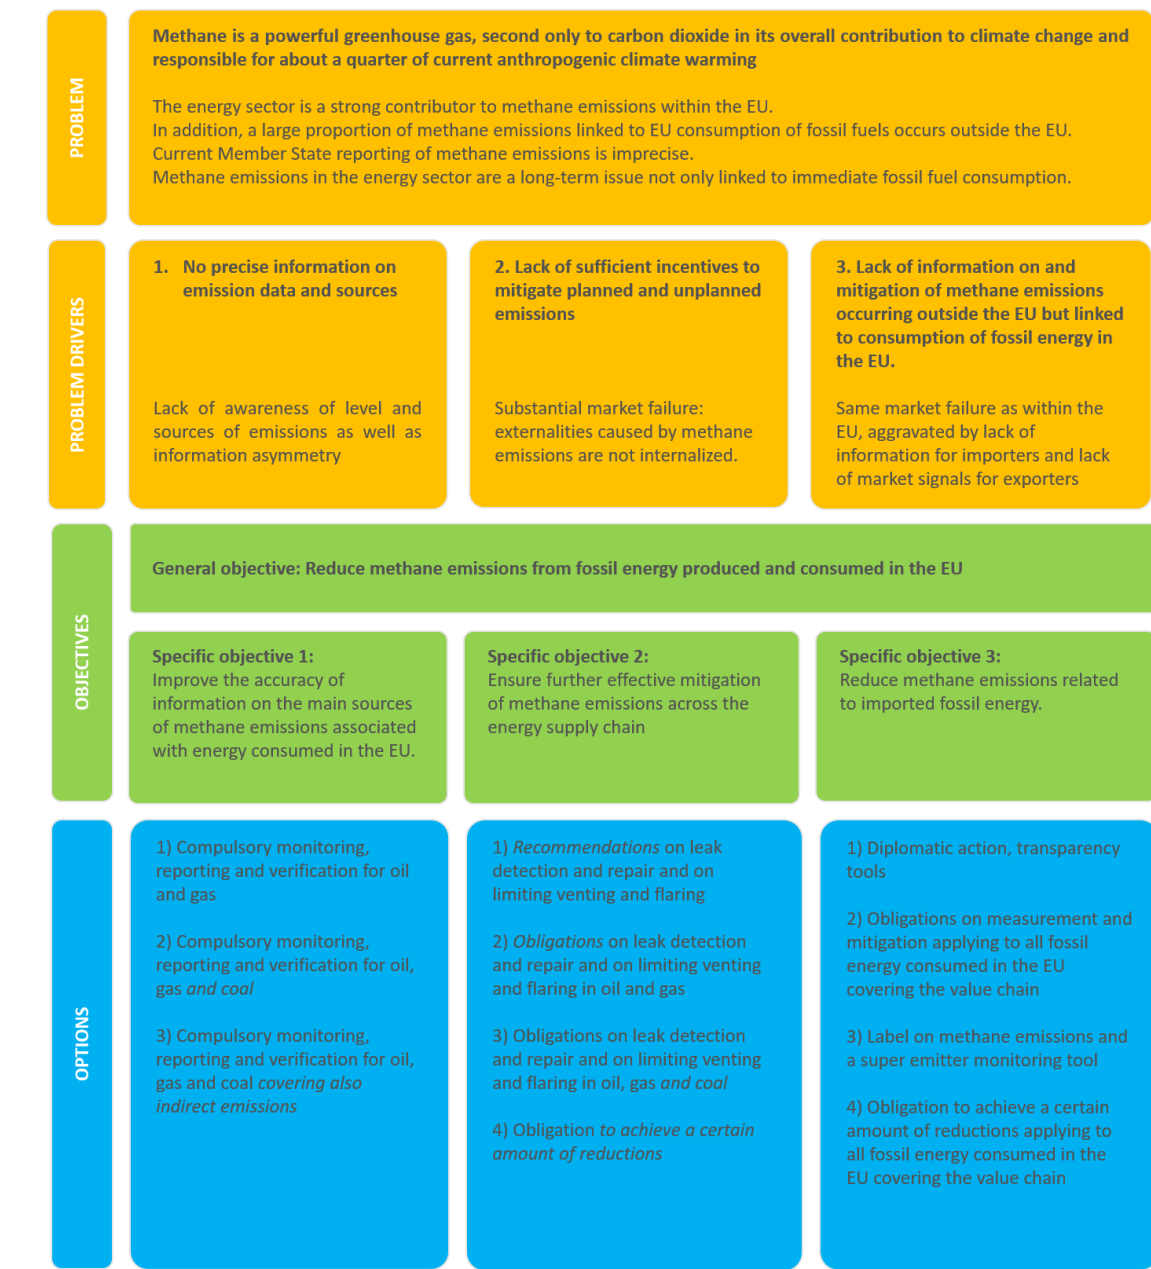 PROBLEM
Methane is a powerful greenhouse gas, second only to carbon dioxide in its overall contribution to climate change and
responsible for about a quarter of current anthropogenic climate warming
The energy sector is a strong contributor to methane emissions within the EU.
In addition, a large proportion of methane emissions linked to EU consumption of fossil fuels occurs outside the EU.
Current Member State reporting of methane emissions is imprecise.
Methane emissions in the energy sector are a long-term issue not only linked to immediate fossil fuel consumption.
PROBLEM DRIVERS
1. No precise information on
emission data and sources
Lack of awareness of level and
sources of emissions as well as
information asymmetry
2. Lack of sufficient incentives to
mitigate planned and unplanned
emissions
Substantial market failure:
externalities caused by methane
emissions are not internalized.
3. Lack of information on and
mitigation of methane emissions
occurring outside the EU but linked
to consumption of fossil energy in
the EU.
Same market failure as within the
EU, aggravated by lack of
information for importers and lack
of market signals for exporters
OBJECTIVES
General objective: Reduce methane emissions from fossil energy produced and consumed in the EU
Specific objective 1:
Improve the accuracy of
information on the main sources
of methane emissions associated
with energy consumed in the EU.
Specific objective 2:
Ensure further effective mitigation
of methane emissions across the
energy supply chain
Specific objective 3:
Reduce methane emissions related
to imported fossil energy.
OPTIONS
1) Compulsory monitoring,
reporting and verification for oil
and gas
2) Compulsory monitoring,
reporting and verification for oil,
gas and coal
3) Compulsory monitoring,
reporting and verification for oil,
gas and coal covering also
indirect emissions
1) Recommendations on leak
detection and repair and on
limiting venting and flaring
2) Obligations on leak detection
and repair and on limiting venting
and flaring in oil and gas
3) Obligations on leak detection
and repair and on limiting venting
and flaring in oil, gas and coal
4) Obligation to achieve a certain
amount of reductions
1) Diplomatic action, transparency
tools
2) Obligations on measurement and
mitigation applying to all fossil
energy consumed in the EU
covering the value chain
3) Label on methane emissions and
a super emitter monitoring tool
4) Obligation to achieve a certain
amount of reductions applying to
all fossil energy consumed in the
EU covering the value chain